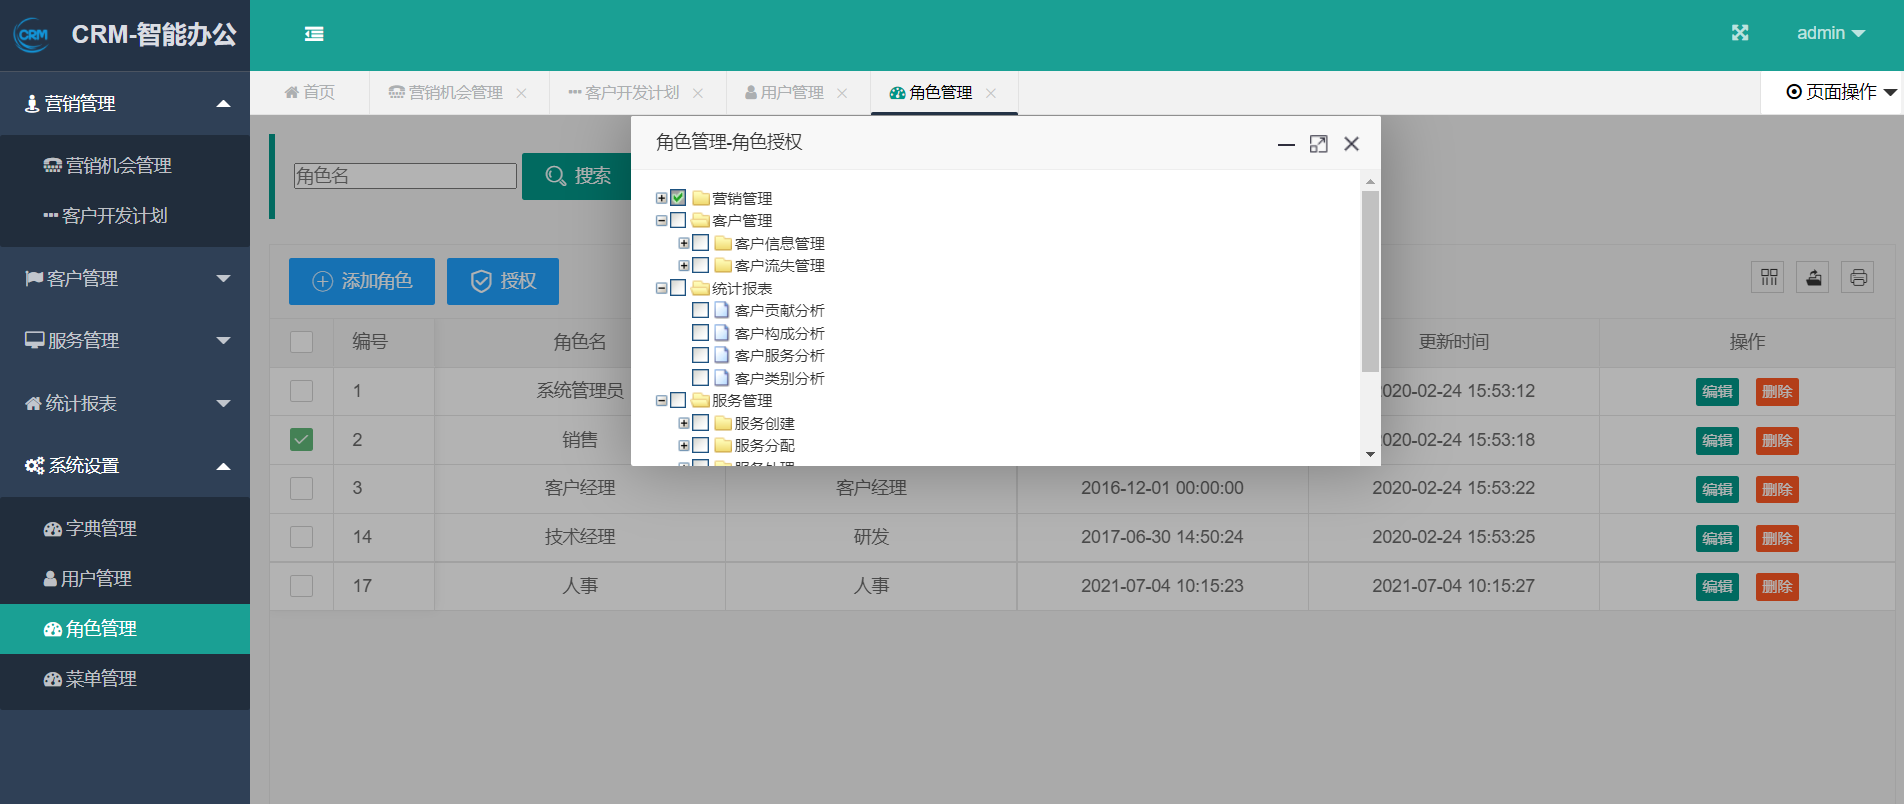 CRM CRM-智能办公
admin
营销管理
营销机会管理
客户开发计划
客户管理
服务管理
统计报表
系统设置
字典管理
用户管理
角色管理
菜单管理
首页 营销机会管理 客户开发计划 用户管理 角色管理 页面操作
角色名 搜索
添加角色 授权
编号 角色名 更新时间 操作
1 系统管理员 2020-02-24 15:53:12 编辑 删除
2 销售 2020-02-24 15:53:18 编辑 删除
3 客户经理 客户经理 2016-12-01 00:00:00 2020-02-24 15:53:22 编辑 删除
14 技术经理 研发 2017-06-30 14:50:24 2020-02-24 15:53:25 编辑 删除
17 人事 人事 2021-07-04 10:15:23 2021-07-04 10:15:27 编辑 删除
角色管理-角色授权
营销管理
客户管理
客户信息管理
客户流失管理
统计报表
客户贡献分析
客户构成分析
客户服务分析
客户类别分析
服务管理
服务创建
服务分配
服务处理